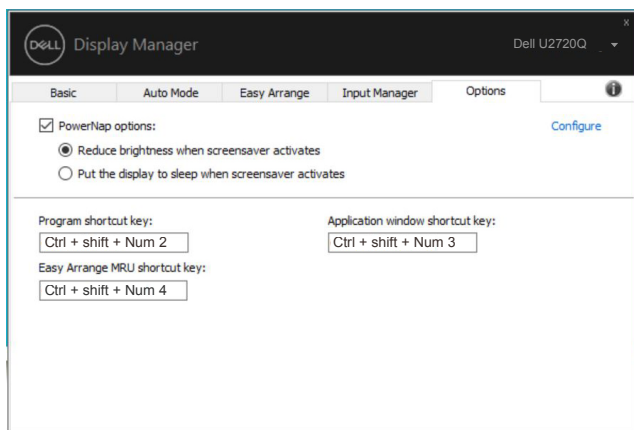 x
DELL Display Manager
Dell U2720Q
Basic Auto Mode Easy Arrange Input Manager Options i
PowerNap options:
Configure
Reduce brightness when screensaver activates
Put the display to sleep when screensaver activates
Program shortcut key:
Application window shortcut key:
Ctrl + shift + Num 2
Ctrl + shift + Num 3
Easy Arrange MRU shortcut key:
Ctrl + shift + Num 4